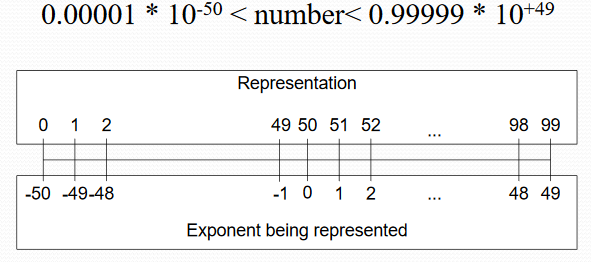 0.00001 * 10-50 < number< 0.99999 * 10+49
Representation
0 1 2 49 50 51 52 ... 98 99
-50 -49-48 -1 0 1 2 ... 48 49
Exponent being represented